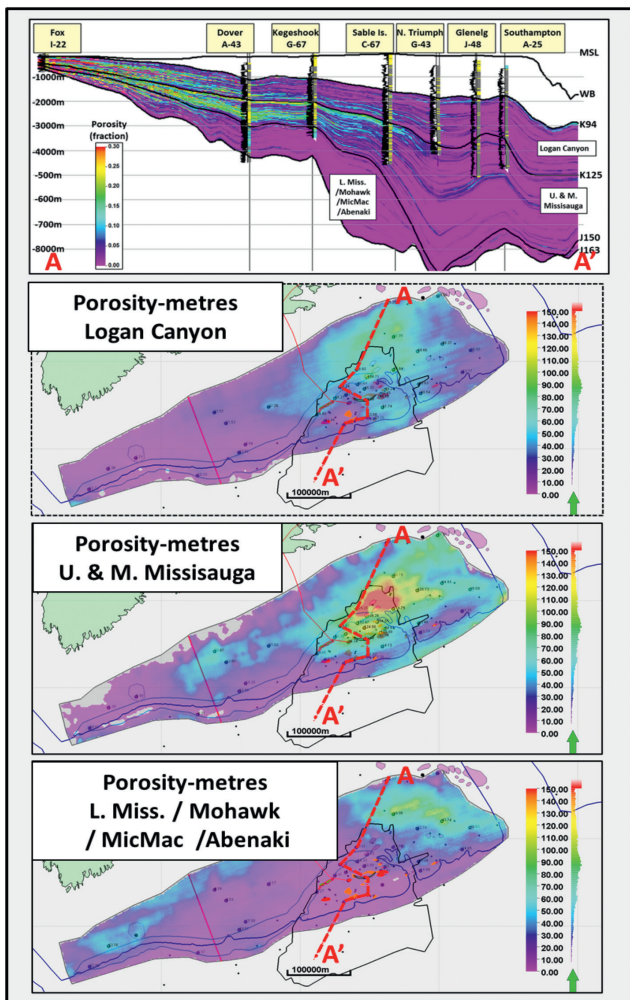 Fox
I-22
Dover
A-43
Kegeshook
G-67
Sable Is.
C-67
N. Triumph
G-43
Glenelg
J-48
Southampton
A-25
MSL
-1000m
-2000m
-3000m
-4000m
-500m
-6000m
-7000m
-8000m
Porosity
(fraction)
0.30
0.25
0.20
0.15
0.10
0.05
0.00
WB
K94
Logan Canyon
K125
L. Miss.
/Mohawk
/MicMac
/Abenaki
U. & M.
Missisauga
J150
J163
A
A'
Porosity-metres
Logan Canyon
A
A'
100000m
150.00
140.00
130.00
120.00
110.00
100.00
90.00
80.00
70.00
60.00
50.00
40.00
30.00
20.00
10.00
0.00
Porosity-metres
U. & M. Missisauga
A
A'
100000m
150.00
140.00
130.00
120.00
110.00
100.00
90.00
80.00
70.00
60.00
50.00
40.00
30.00
20.00
10.00
0.00
Porosity-metres
L. Miss. / Mohawk
/ MicMac /Abenaki
A
A'
100000m
150.00
140.00
130.00
120.00
110.00
100.00
90.00
80.00
70.00
60.00
50.00
40.00
30.00
20.00
10.00
0.00